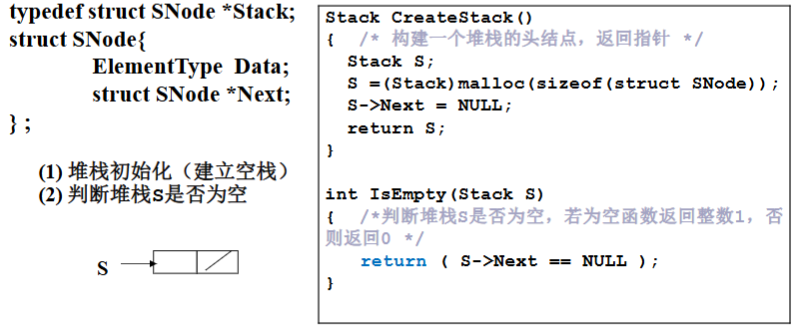 typedef struct SNode *Stack;
struct SNode{
ElementType Data;
struct SNode *Next;
} ;
(1) 堆栈初始化（建立空栈）
(2) 判断堆栈S是否为空
S
Stack CreateStack()
{ /* 构建一个堆栈的头结点，返回指针 */
Stack S;
S =(Stack)malloc(sizeof(struct SNode));
S->Next = NULL;
return S;
}
int IsEmpty(Stack S)
{ /*判断堆栈S是否为空，若为空函数返回整数1，否
则返回0 */
return ( S->Next == NULL );
}